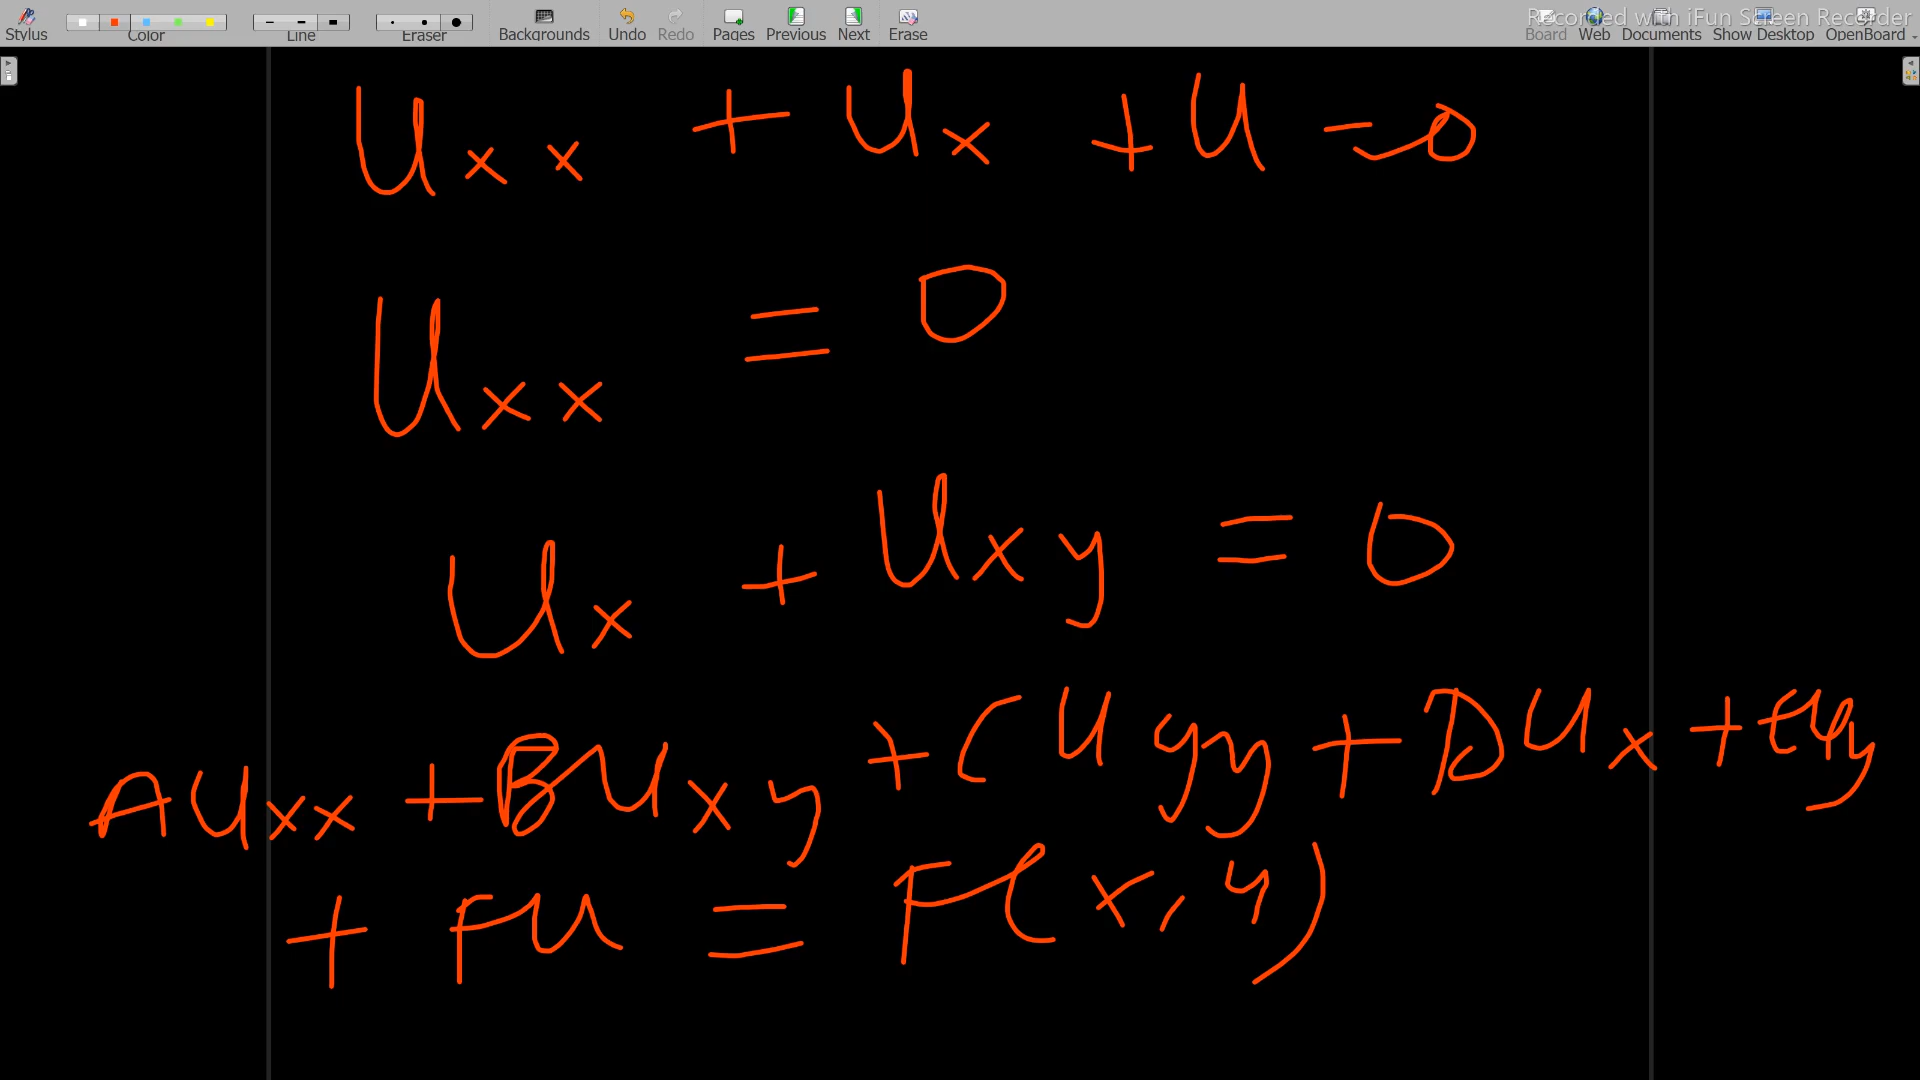 Recorded with iFun Screen Recorder
Stylus Color Line Eraser Backgrounds Undo Redo Pages Previous Next Erase Board Web Documents Show Desktop OpenBoard
Uxx + Ux + U = 0
Uxx = 0
Ux + Uxy = 0
AUxx + BUxy + CUyy + DUx + EUy
+ FU = F(x, y)